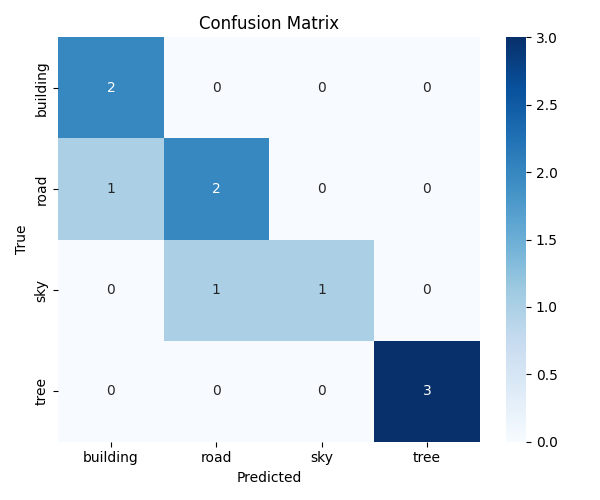 Confusion Matrix
building 2 0 0 0
road 1 2 0 0
sky 0 1 1 0
tree 0 0 0 3
building road sky tree
Predicted
True
3.0
2.5
2.0
1.5
1.0
0.5
0.0